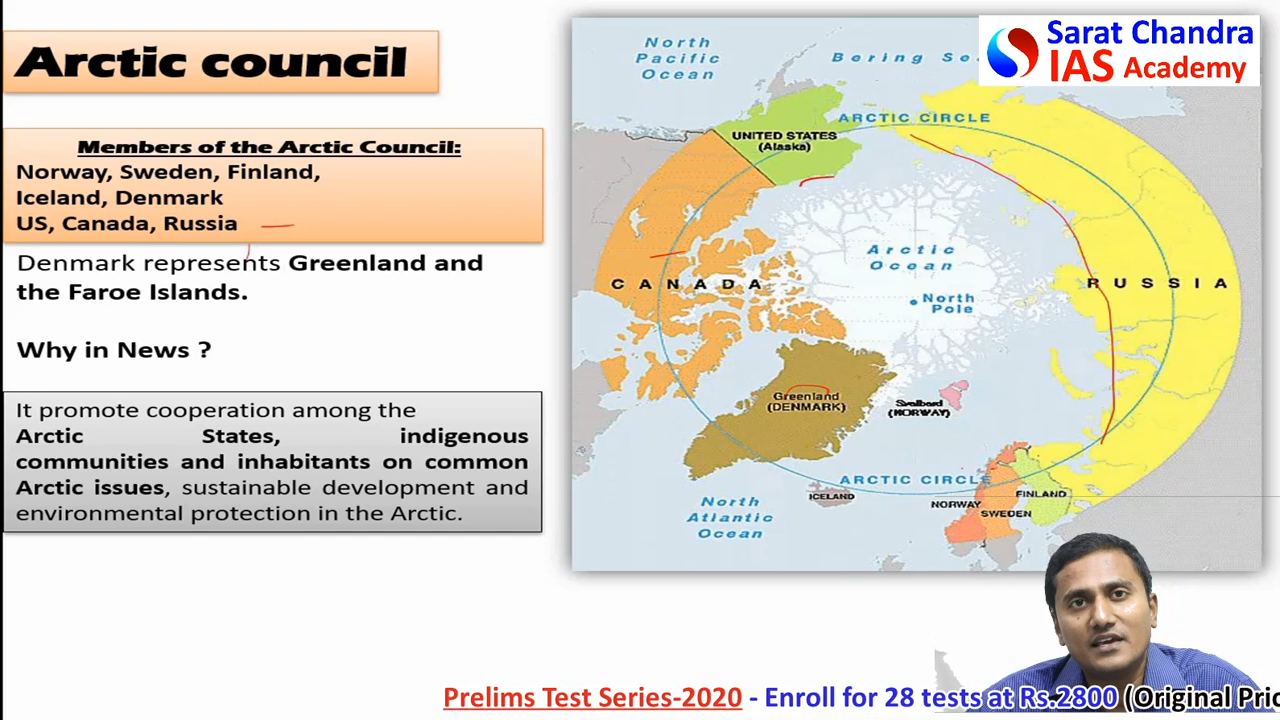 Arctic council
Members of the Arctic Council:
Norway, Sweden, Finland,
Iceland, Denmark
US, Canada, Russia
Denmark represents Greenland and
the Faroe Islands.
Why in News ?
It promote cooperation among the
Arctic States, indigenous
communities and inhabitants on common
Arctic issues, sustainable development and
environmental protection in the Arctic.
Sarat Chandra
IAS Academy
North
Pacific
Ocean
Bering
ARCTIC CIRCLE
UNITED STATES
(Alaska)
Arctic
Ocean
CANADA
RUSSIA
North
Pole
Greenland
(DENMARK)
Svalbard
(NORWAY)
ARCTIC CIRCLE
ICELAND
FINLAND
NORWAY
SWEDEN
North
Atlantic
Ocean
Prelims Test Series-2020 - Enroll for 28 tests at Rs.2800 (Original